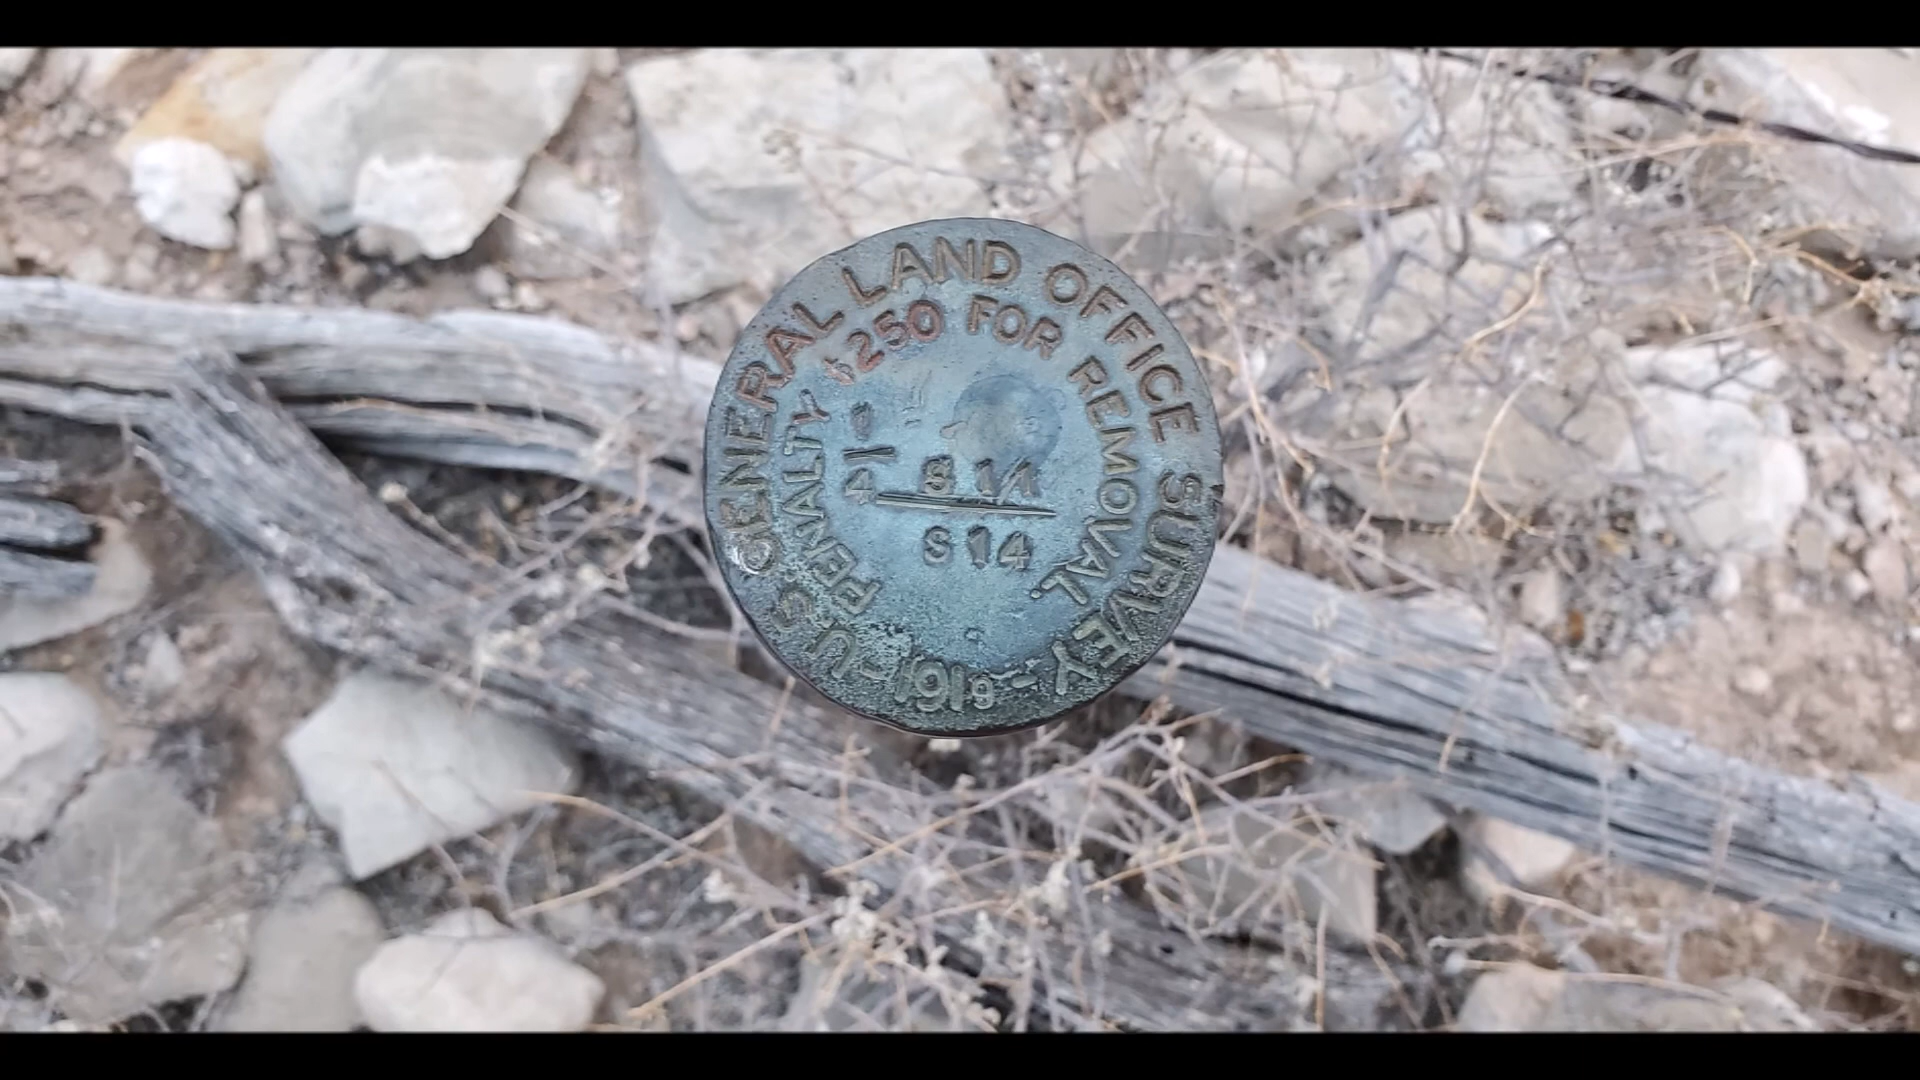 U.S. GENERAL LAND OFFICE SURVEY - 1919 -
PENALTY $250 FOR REMOVAL.
1/4
S 11
S 14